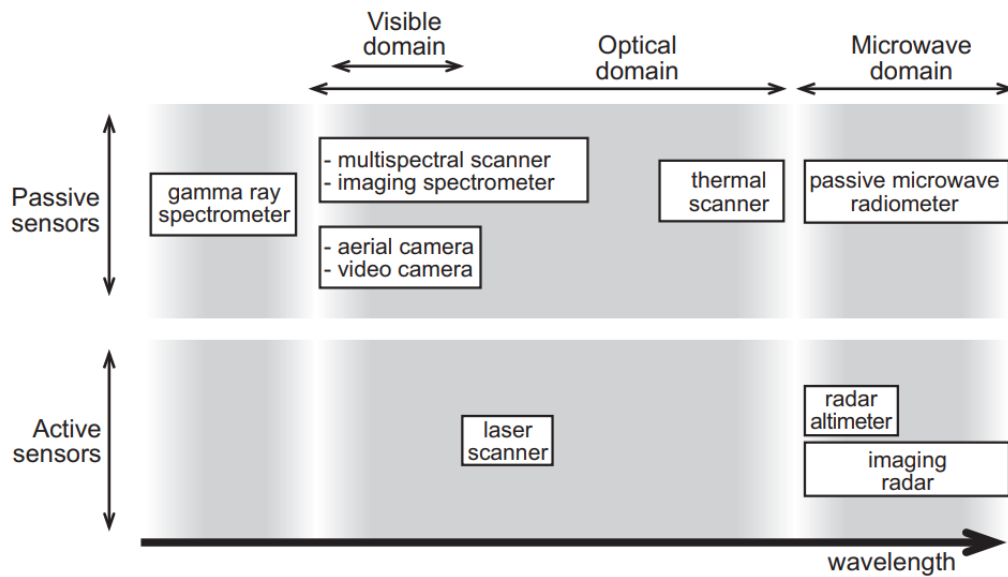 Visible
domain
Optical
domain
Microwave
domain
Passive
sensors
gamma ray
spectrometer
- multispectral scanner
- imaging spectrometer
- aerial camera
- video camera
thermal
scanner
passive microwave
radiometer
Active
sensors
laser
scanner
radar
altimeter
imaging
radar
wavelength